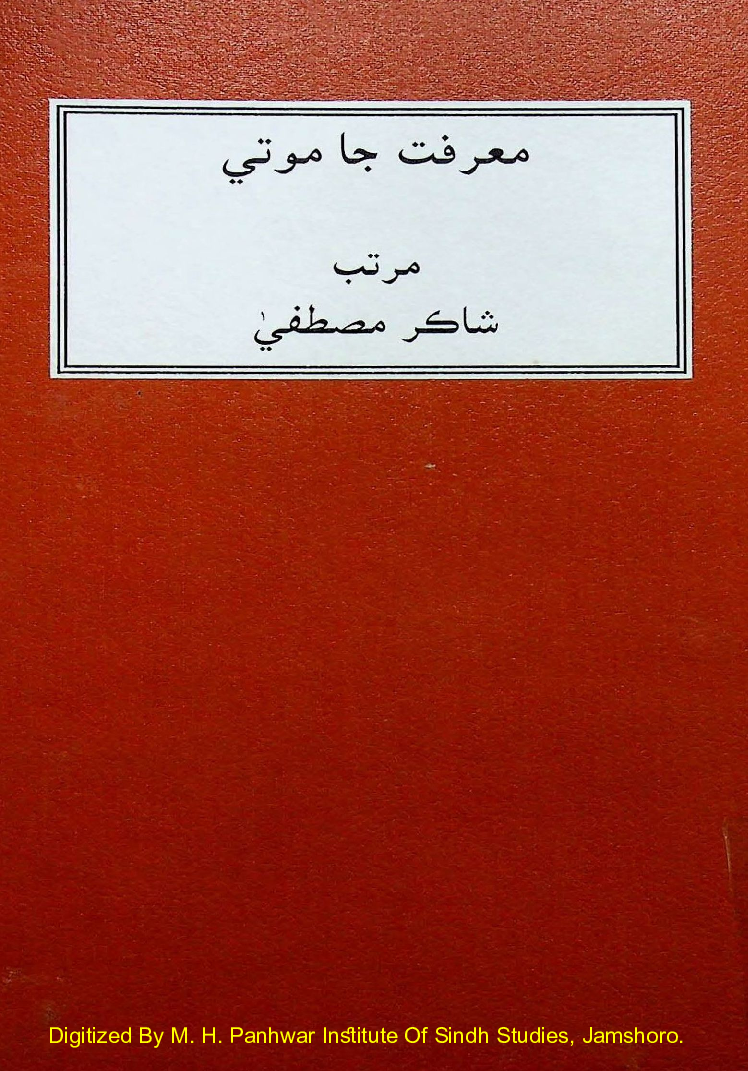 معرفت جا موتي
مرتب
شاڪر مصطفيٰ
Digitized By M. H. Panhwar Institute Of Sindh Studies, Jamshoro.